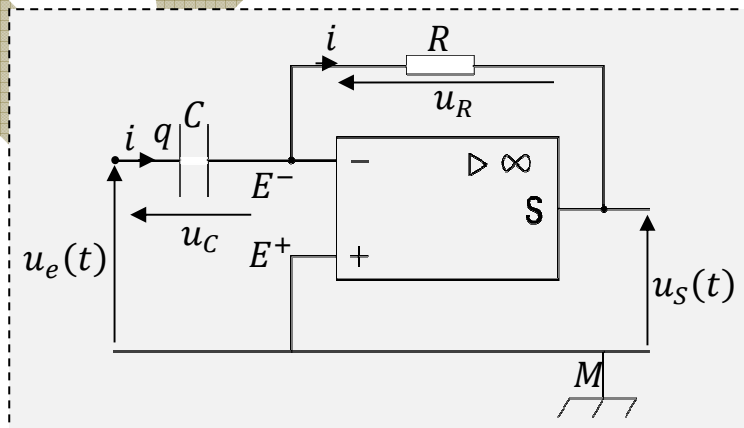 i R
u_R
i q C
E⁻ − ▷ ∞
S
u_C
E⁺ +
u_e(t)
u_S(t)
M